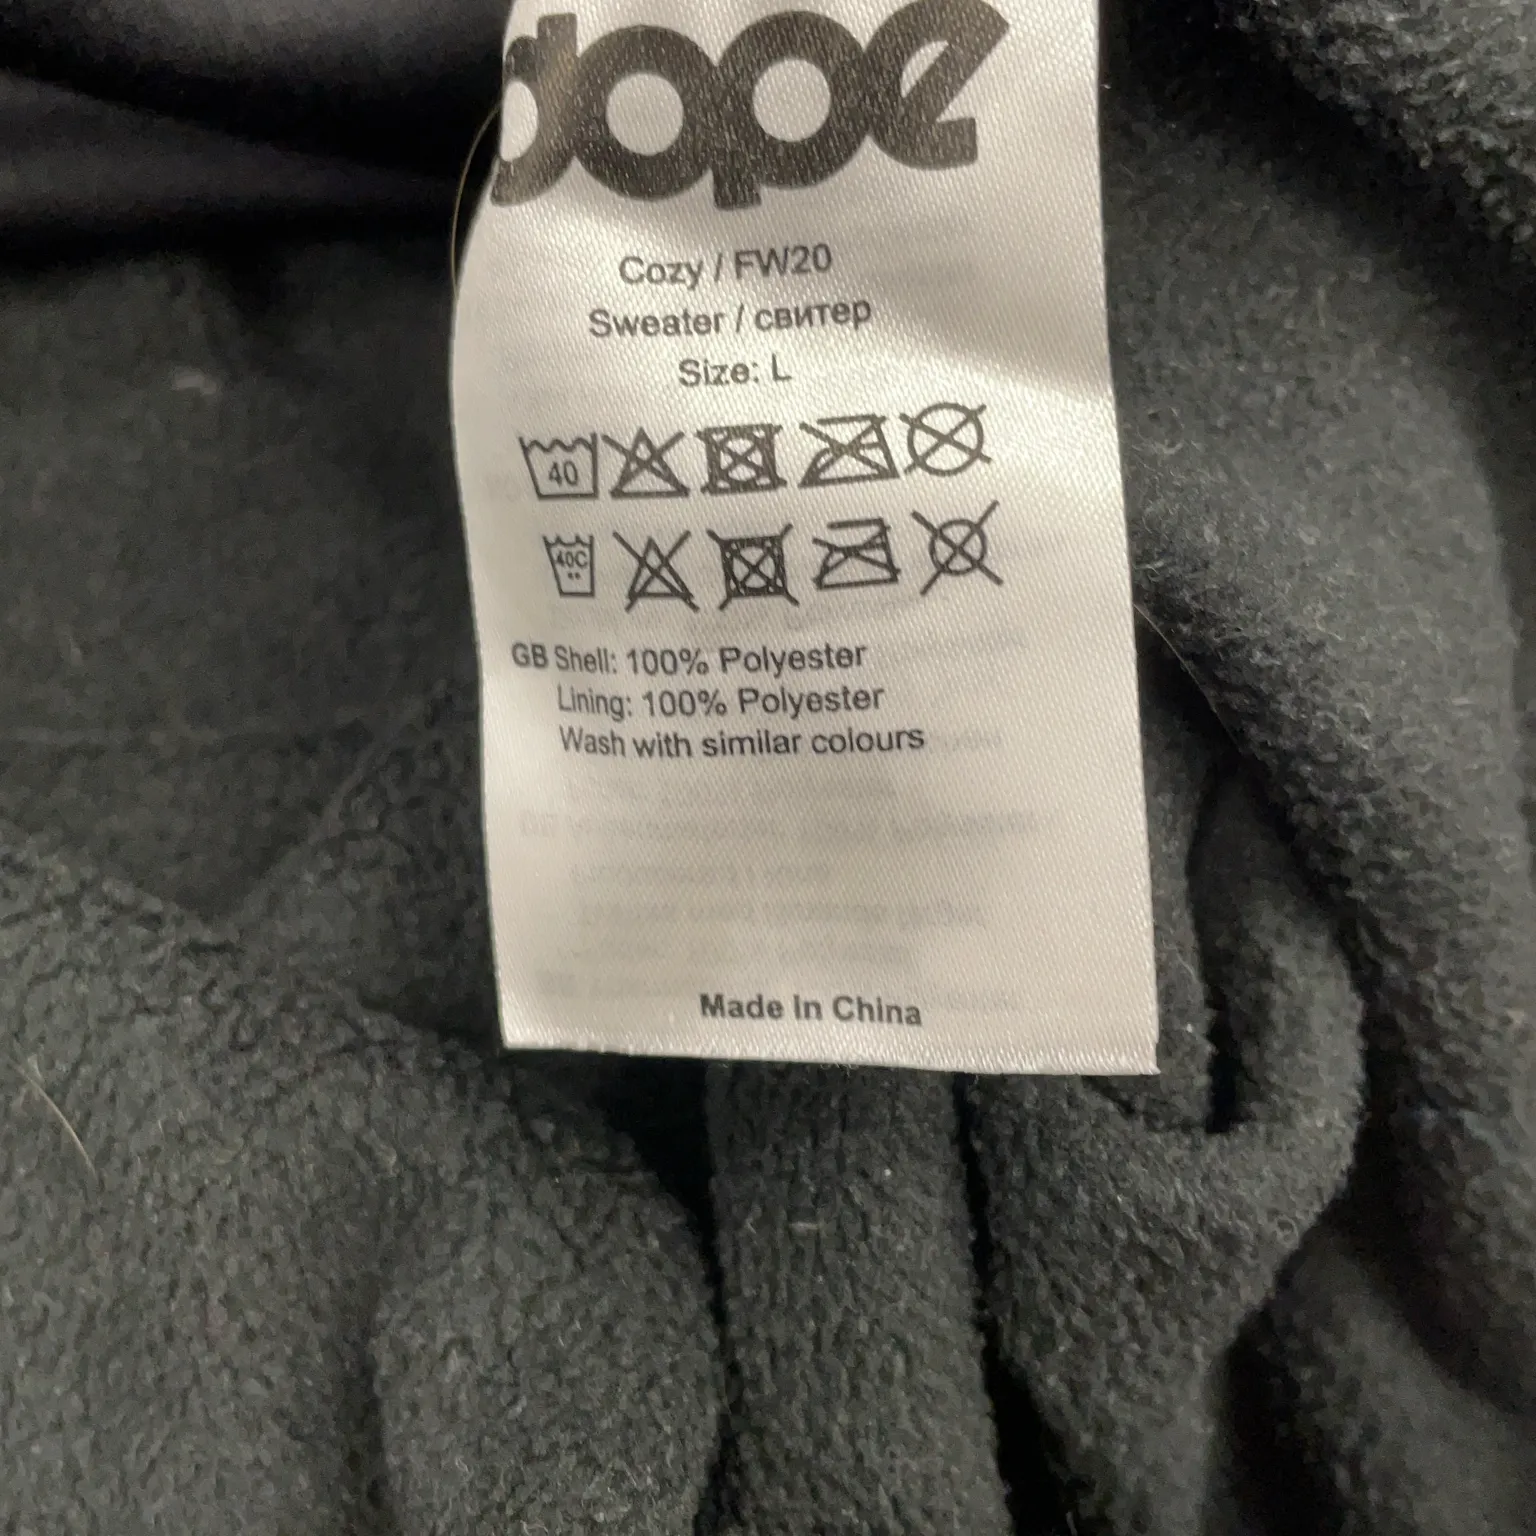 dope
Cozy / FW20
Sweater / свитер
Size: L
40
40C
GB Shell: 100% Polyester
Lining: 100% Polyester
Wash with similar colours
Made In China